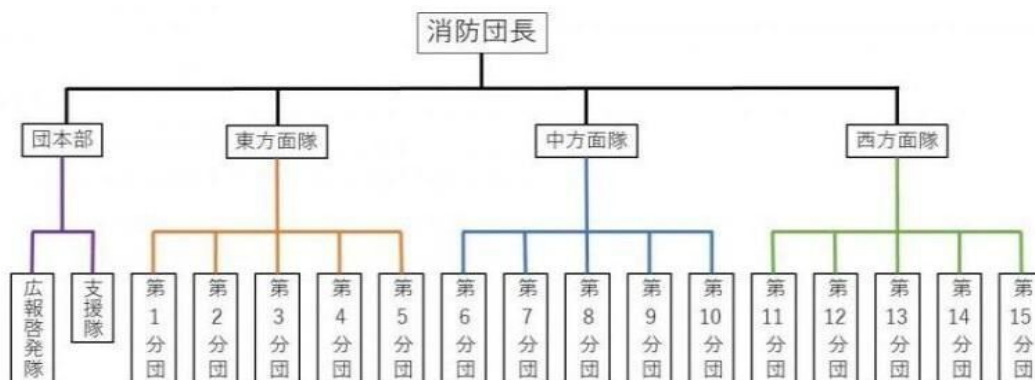 消防団長
団本部
東方面隊
中方面隊
西方面隊
広報啓発隊
支援隊
第1分団
第2分団
第3分団
第4分団
第5分団
第6分団
第7分団
第8分団
第9分団
第10分団
第11分団
第12分団
第13分団
第14分団
第15分団